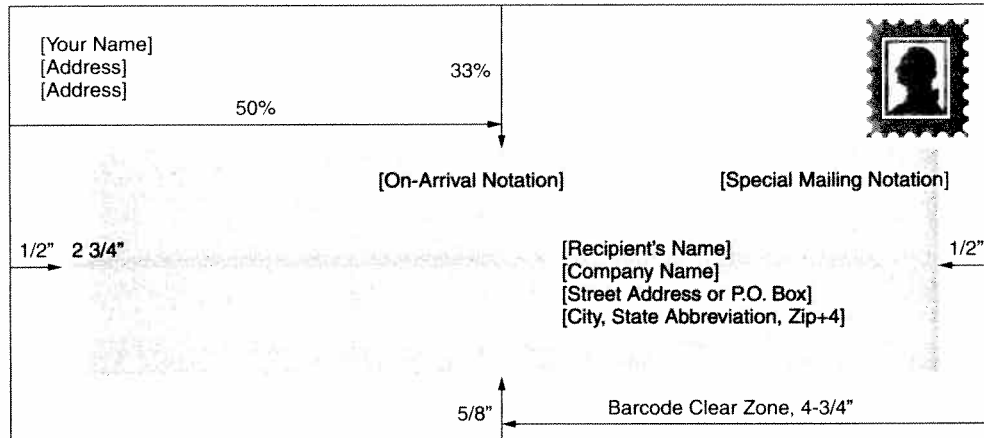 [Your Name]
[Address]
[Address]
33%
50%
[On-Arrival Notation]
[Special Mailing Notation]
1/2”
2 3/4”
[Recipient's Name]
[Company Name]
[Street Address or P.O. Box]
[City, State Abbreviation, Zip+4]
1/2”
5/8”
Barcode Clear Zone, 4-3/4”